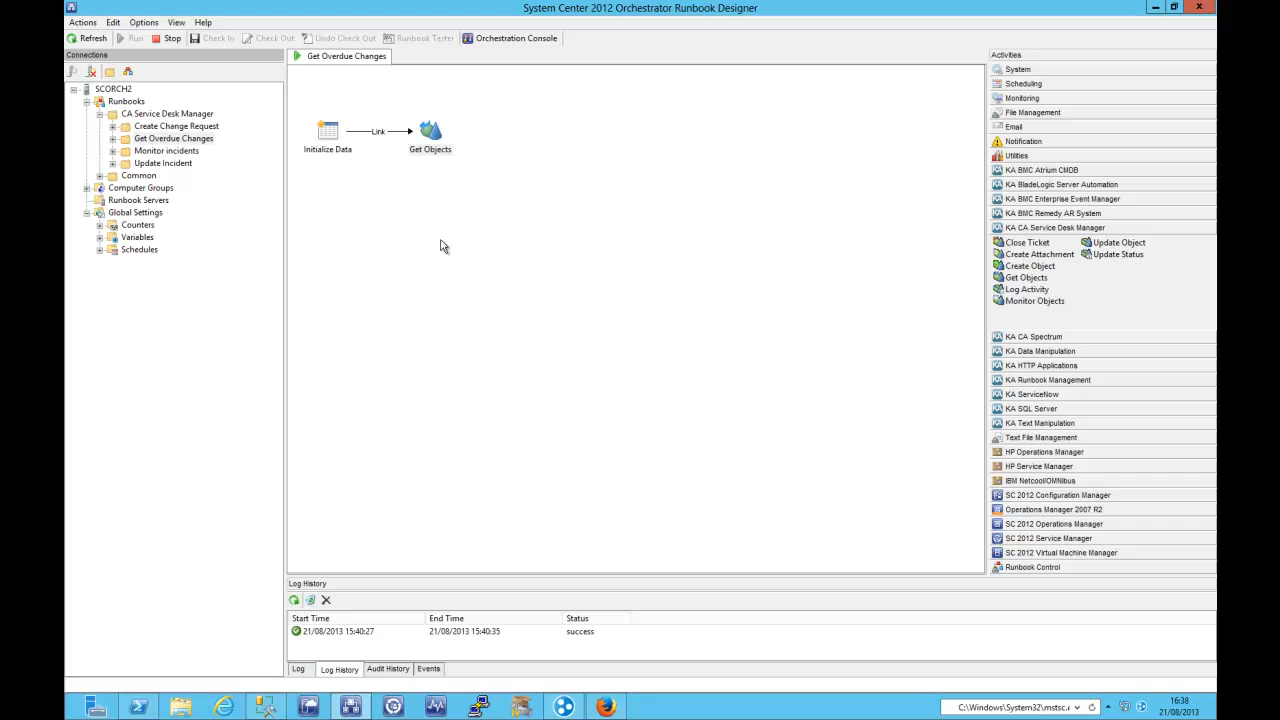 System Center 2012 Orchestrator Runbook Designer
Actions Edit Options View Help
Refresh Run Stop Check In Check Out Undo Check Out Runbook Tester Orchestration Console
Connections
SCORCH2
Runbooks
CA Service Desk Manager
Create Change Request
Get Overdue Changes
Monitor incidents
Update Incident
Common
Computer Groups
Runbook Servers
Global Settings
Counters
Variables
Schedules
Get Overdue Changes
Link
Initialize Data
Get Objects
Activities
System
Scheduling
Monitoring
File Management
Email
Notification
Utilities
KA BMC Atrium CMDB
KA BladeLogic Server Automation
KA BMC Enterprise Event Manager
KA BMC Remedy AR System
KA CA Service Desk Manager
Close Ticket Update Object
Create Attachment Update Status
Create Object
Get Objects
Log Activity
Monitor Objects
KA CA Spectrum
KA Data Manipulation
KA HTTP Applications
KA Runbook Management
KA ServiceNow
KA SQL Server
KA Text Manipulation
Text File Management
HP Operations Manager
HP Service Manager
IBM Netcool/OMNIbus
SC 2012 Configuration Manager
Operations Manager 2007 R2
SC 2012 Operations Manager
SC 2012 Service Manager
SC 2012 Virtual Machine Manager
Runbook Control
Log History
Start Time End Time Status
21/08/2013 15:40:27 21/08/2013 15:40:35 success
Log Log History Audit History Events
C:\Windows\System32\mstsc.e
16:38
21/08/2013